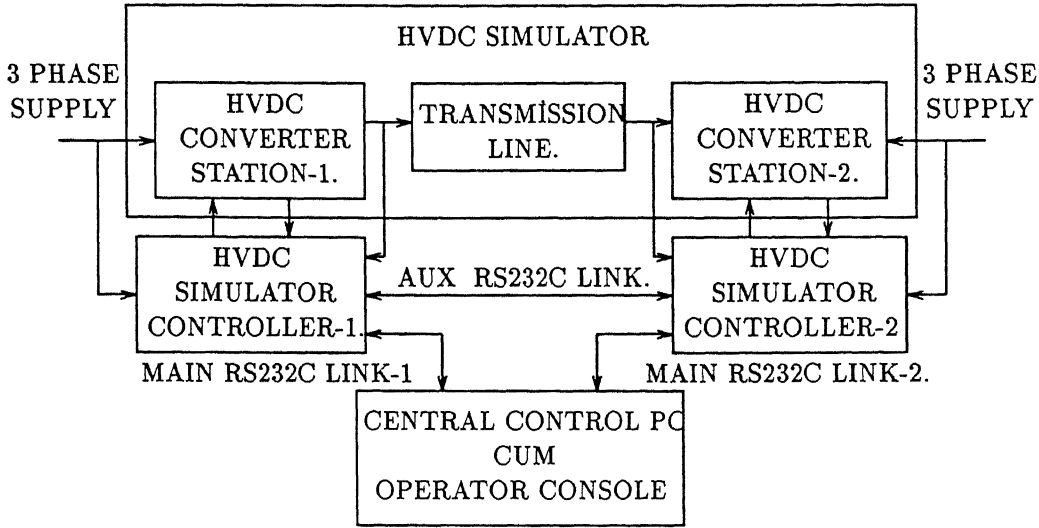 HVDC SIMULATOR
3 PHASE
SUPPLY
HVDC
CONVERTER
STATION-1.
TRANSMISSION
LINE.
HVDC
CONVERTER
STATION-2.
3 PHASE
SUPPLY
HVDC
SIMULATOR
CONTROLLER-1.
AUX RS232C LINK.
HVDC
SIMULATOR
CONTROLLER-2
MAIN RS232C LINK-1
MAIN RS232C LINK-2.
CENTRAL CONTROL PC
CUM
OPERATOR CONSOLE